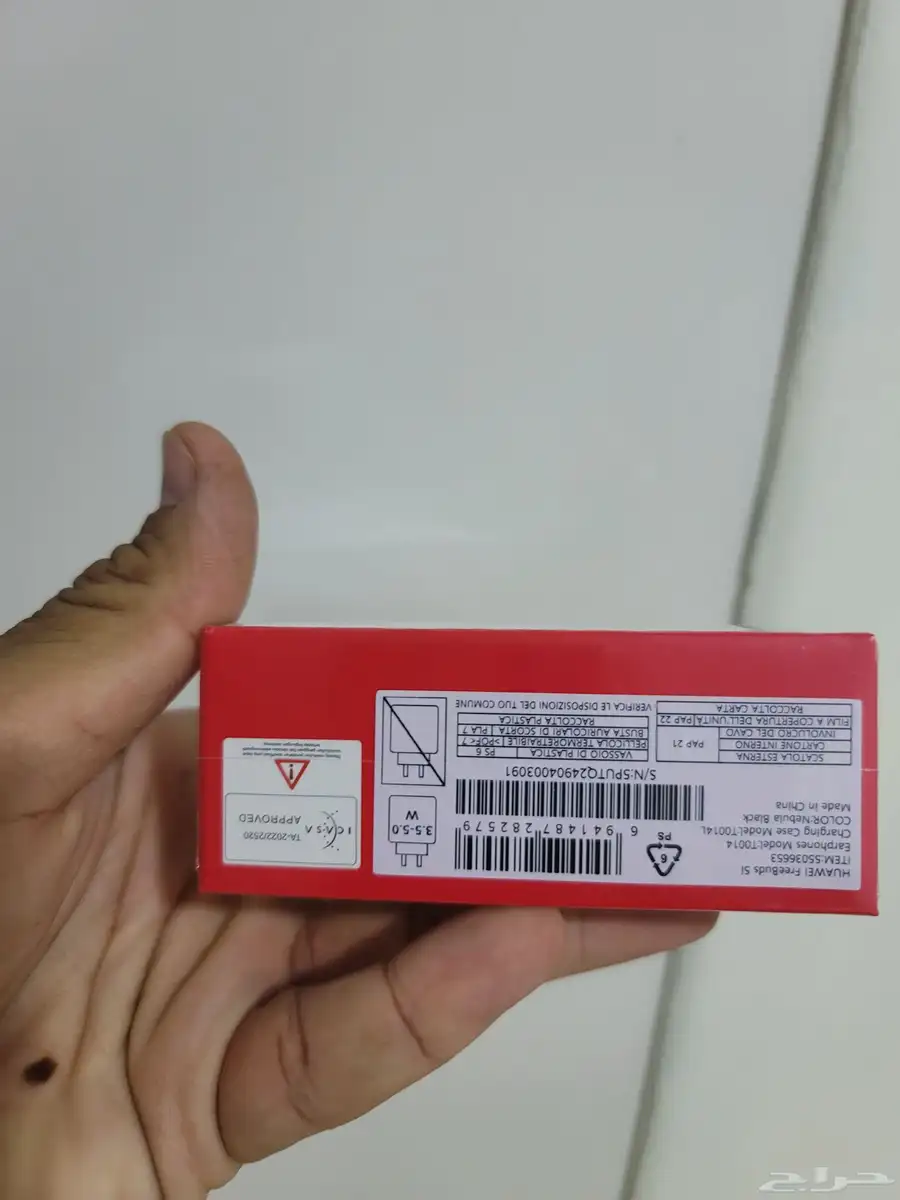 HUAWEI FreeBuds 5i
ITEM:55036653
Earphones Model:T0014
Charging Case Model:T0014L
COLOR:Nebula Black
Made in China
6
PS
6 941487 282579
S/N:5PUTQ24904003091
3.5-5.0
W
SCATOLA ESTERNA
CARTONE INTERNO
INVOLUCRO DEL CAVO
PAP 21
FILM A COPERTURA DELL'UNITA'
PAP 22
RACCOLTA CARTA
VASSOIO DI PLASTICA
PS 6
PELLICOLA TERMORETRAIBILE
>POF< 7
BUSTA AURICOLARI DI SCORTA
PLA 7
RACCOLTA PLASTICA
VERIFICA LE DISPOSIZIONI DEL TUO COMUNE
ICASA
TA-2022/2520
APPROVED
حراج